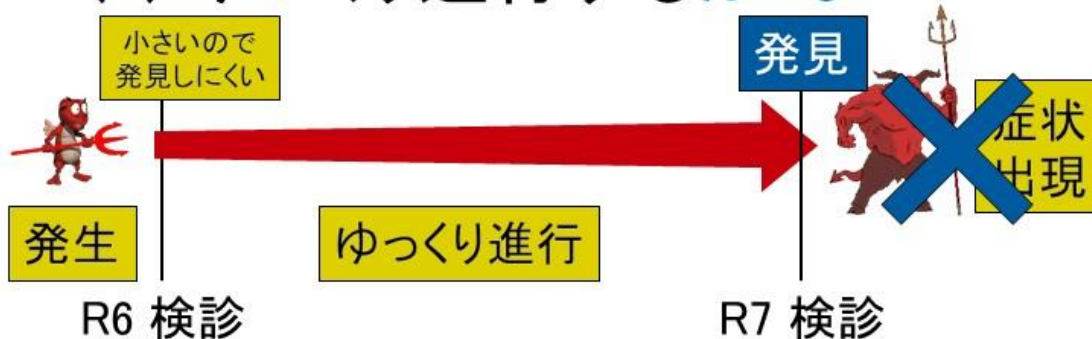 小さいので
発見しにくい
発見
症状
出現
発生
ゆっくり進行
R6 検診
R7 検診